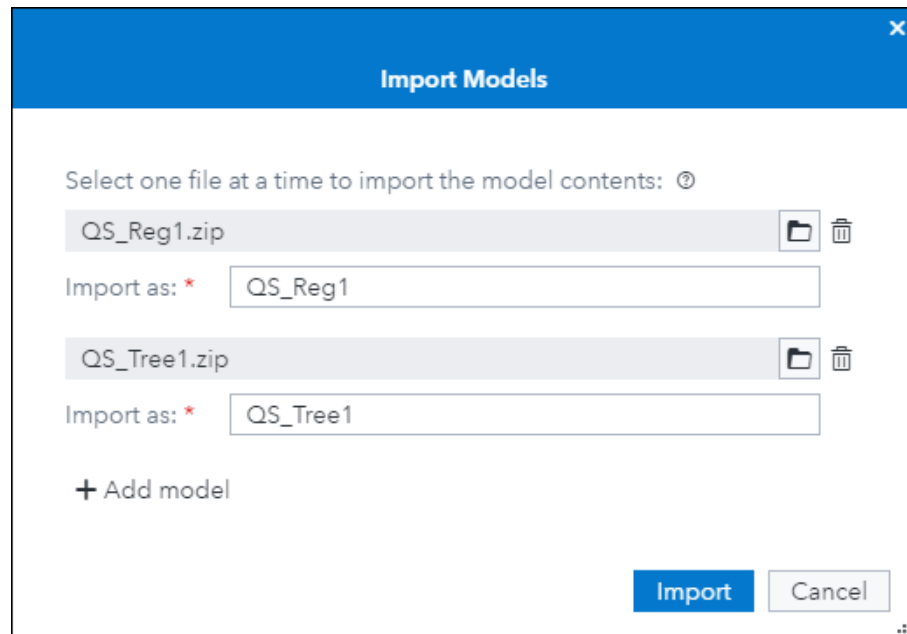 Import Models
Select one file at a time to import the model contents:
QS_Reg1.zip
Import as: * QS_Reg1
QS_Tree1.zip
Import as: * QS_Tree1
+ Add model
Import Cancel